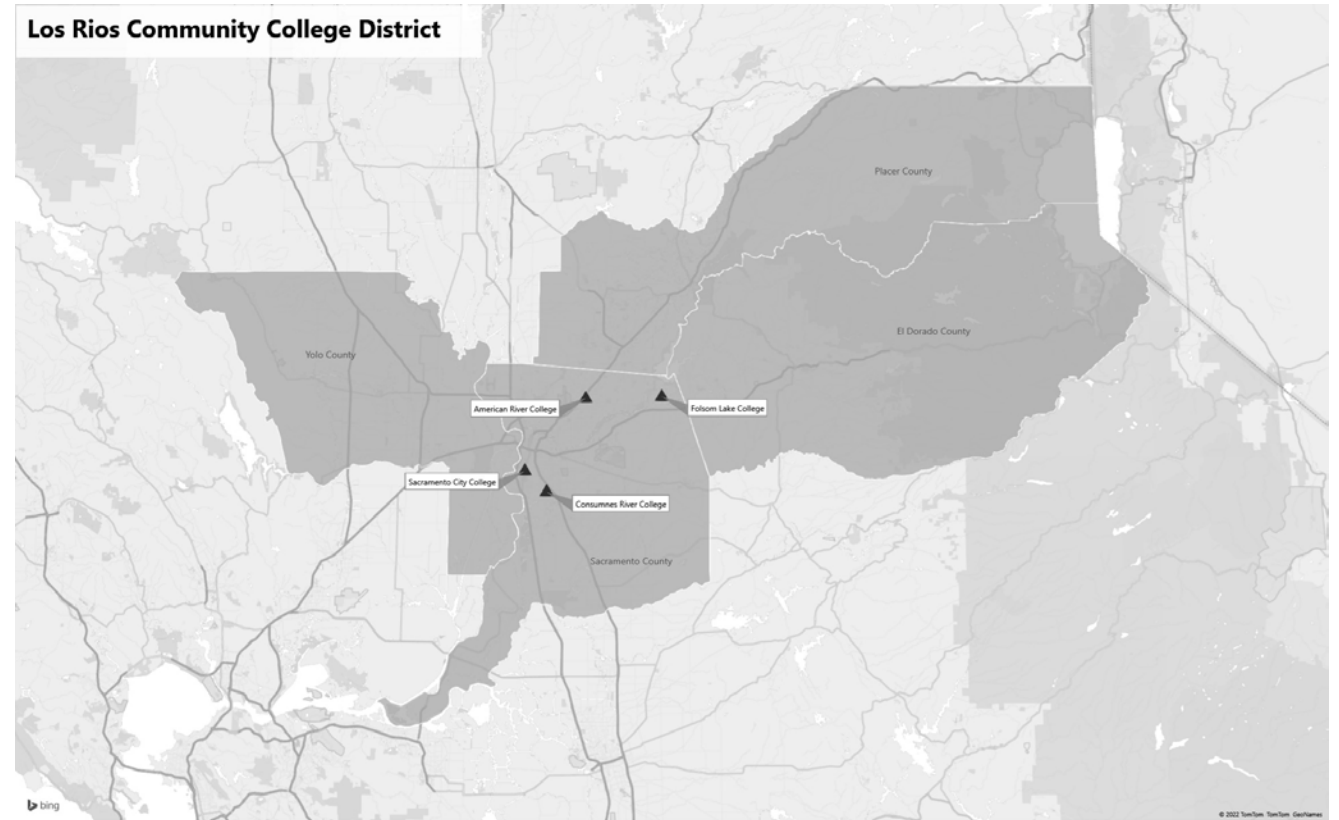 Los Rios Community College District
Placer County
El Dorado County
Yolo County
American River College
Folsom Lake College
Sacramento City College
Consumnes River College
Sacramento County
bing
© 2022 TomTom TomTom GeoNames